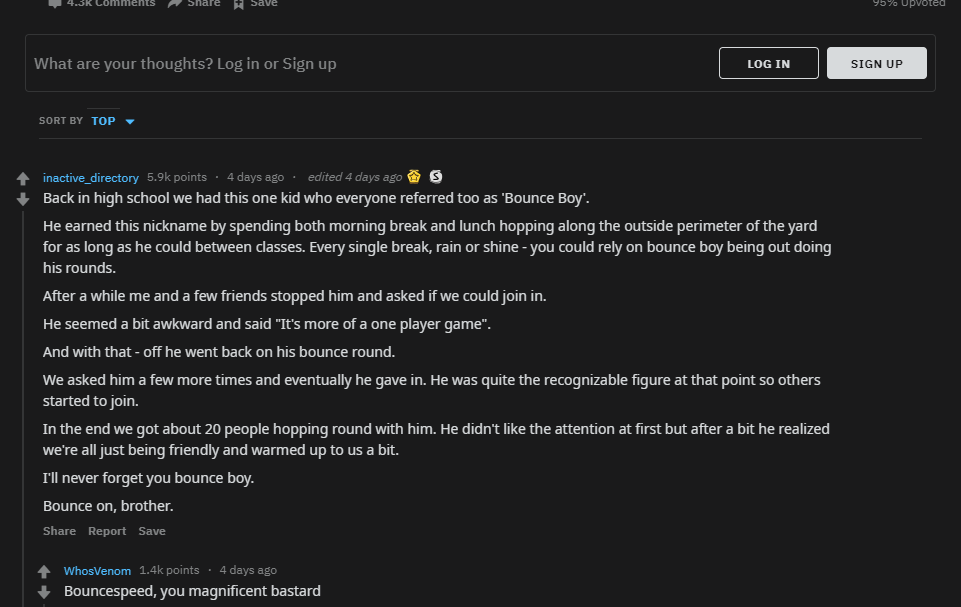 4.3k Comments Share Save 95% Upvoted
What are your thoughts? Log in or Sign up LOG IN SIGN UP
SORT BY TOP
inactive_directory 5.9k points · 4 days ago · edited 4 days ago S
Back in high school we had this one kid who everyone referred too as 'Bounce Boy'.
He earned this nickname by spending both morning break and lunch hopping along the outside perimeter of the yard
for as long as he could between classes. Every single break, rain or shine - you could rely on bounce boy being out doing
his rounds.
After a while me and a few friends stopped him and asked if we could join in.
He seemed a bit awkward and said "It's more of a one player game".
And with that - off he went back on his bounce round.
We asked him a few more times and eventually he gave in. He was quite the recognizable figure at that point so others
started to join.
In the end we got about 20 people hopping round with him. He didn't like the attention at first but after a bit he realized
we're all just being friendly and warmed up to us a bit.
I'll never forget you bounce boy.
Bounce on, brother.
Share Report Save
WhosVenom 1.4k points · 4 days ago
Bouncespeed, you magnificent bastard